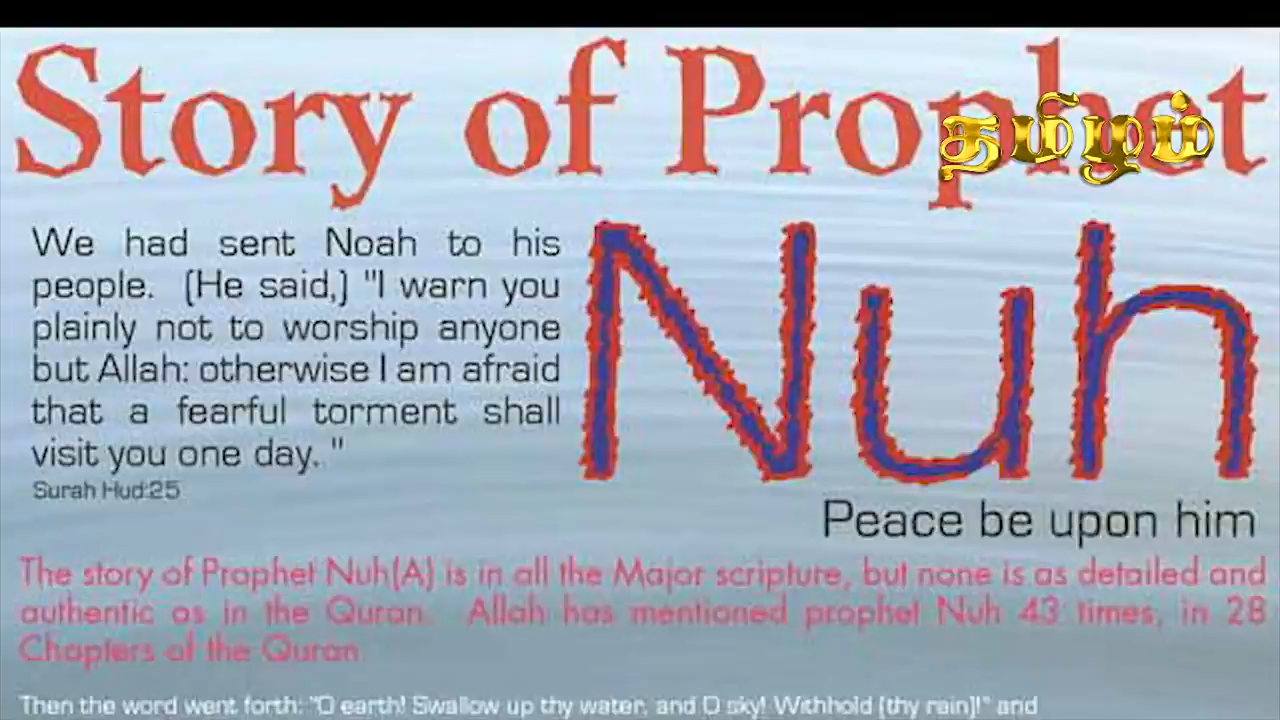 Story of Prophet
தமிழம்
We had sent Noah to his
people. (He said,) "I warn you
plainly not to worship anyone
but Allah: otherwise I am afraid
that a fearful torment shall
visit you one day. "
Surah Hud:25
Nuh
Peace be upon him
The story of Prophet Nuh(A) is in all the Major scripture, but none is as detailed and
authentic as in the Quran. Allah has mentioned prophet Nuh 43 times, in 28
Chapters of the Quran
Then the word went forth: "O earth! Swallow up thy water, and O sky! Withhold (thy rain)!" and